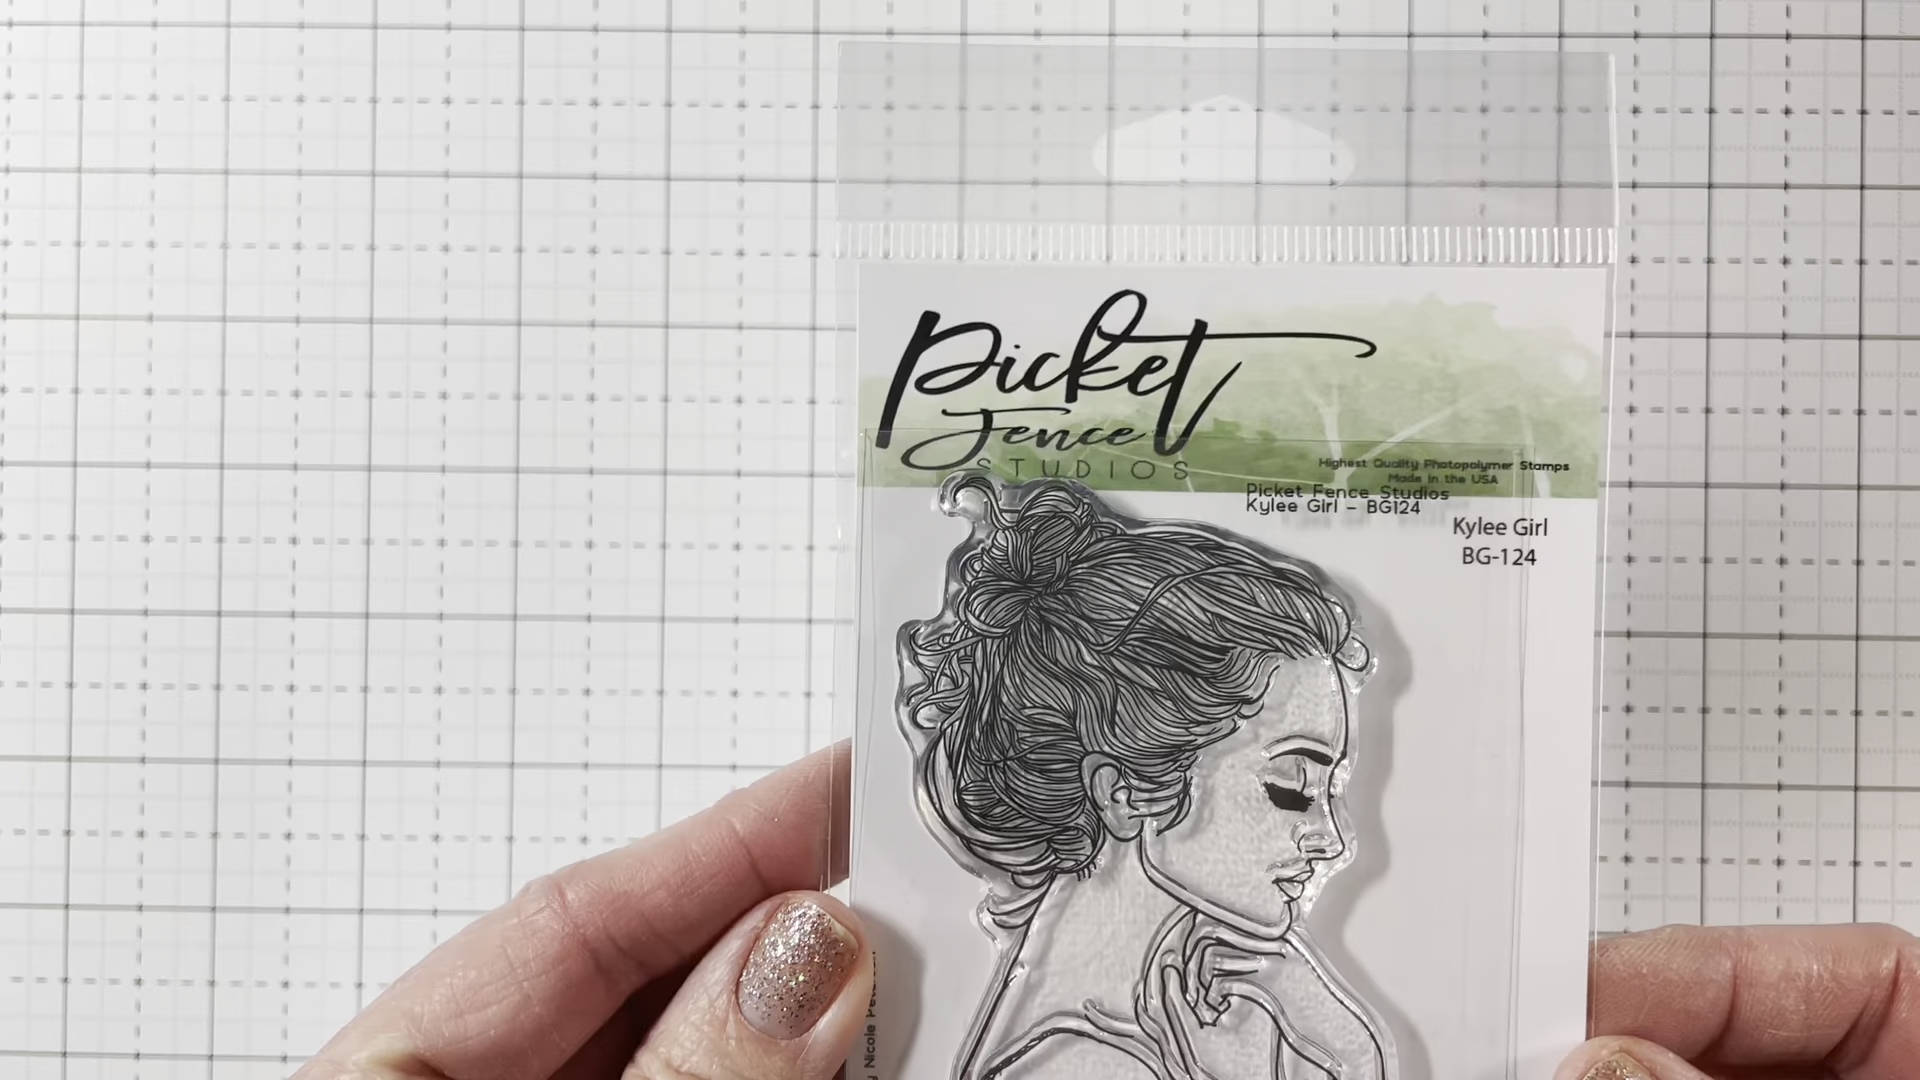 Picket
Fence
STUDIOS
Highest Quality Photopolymer Stamps
Made in the USA
Picket Fence Studios
Kylee Girl - BG124
Kylee Girl
BG-124
Nicole